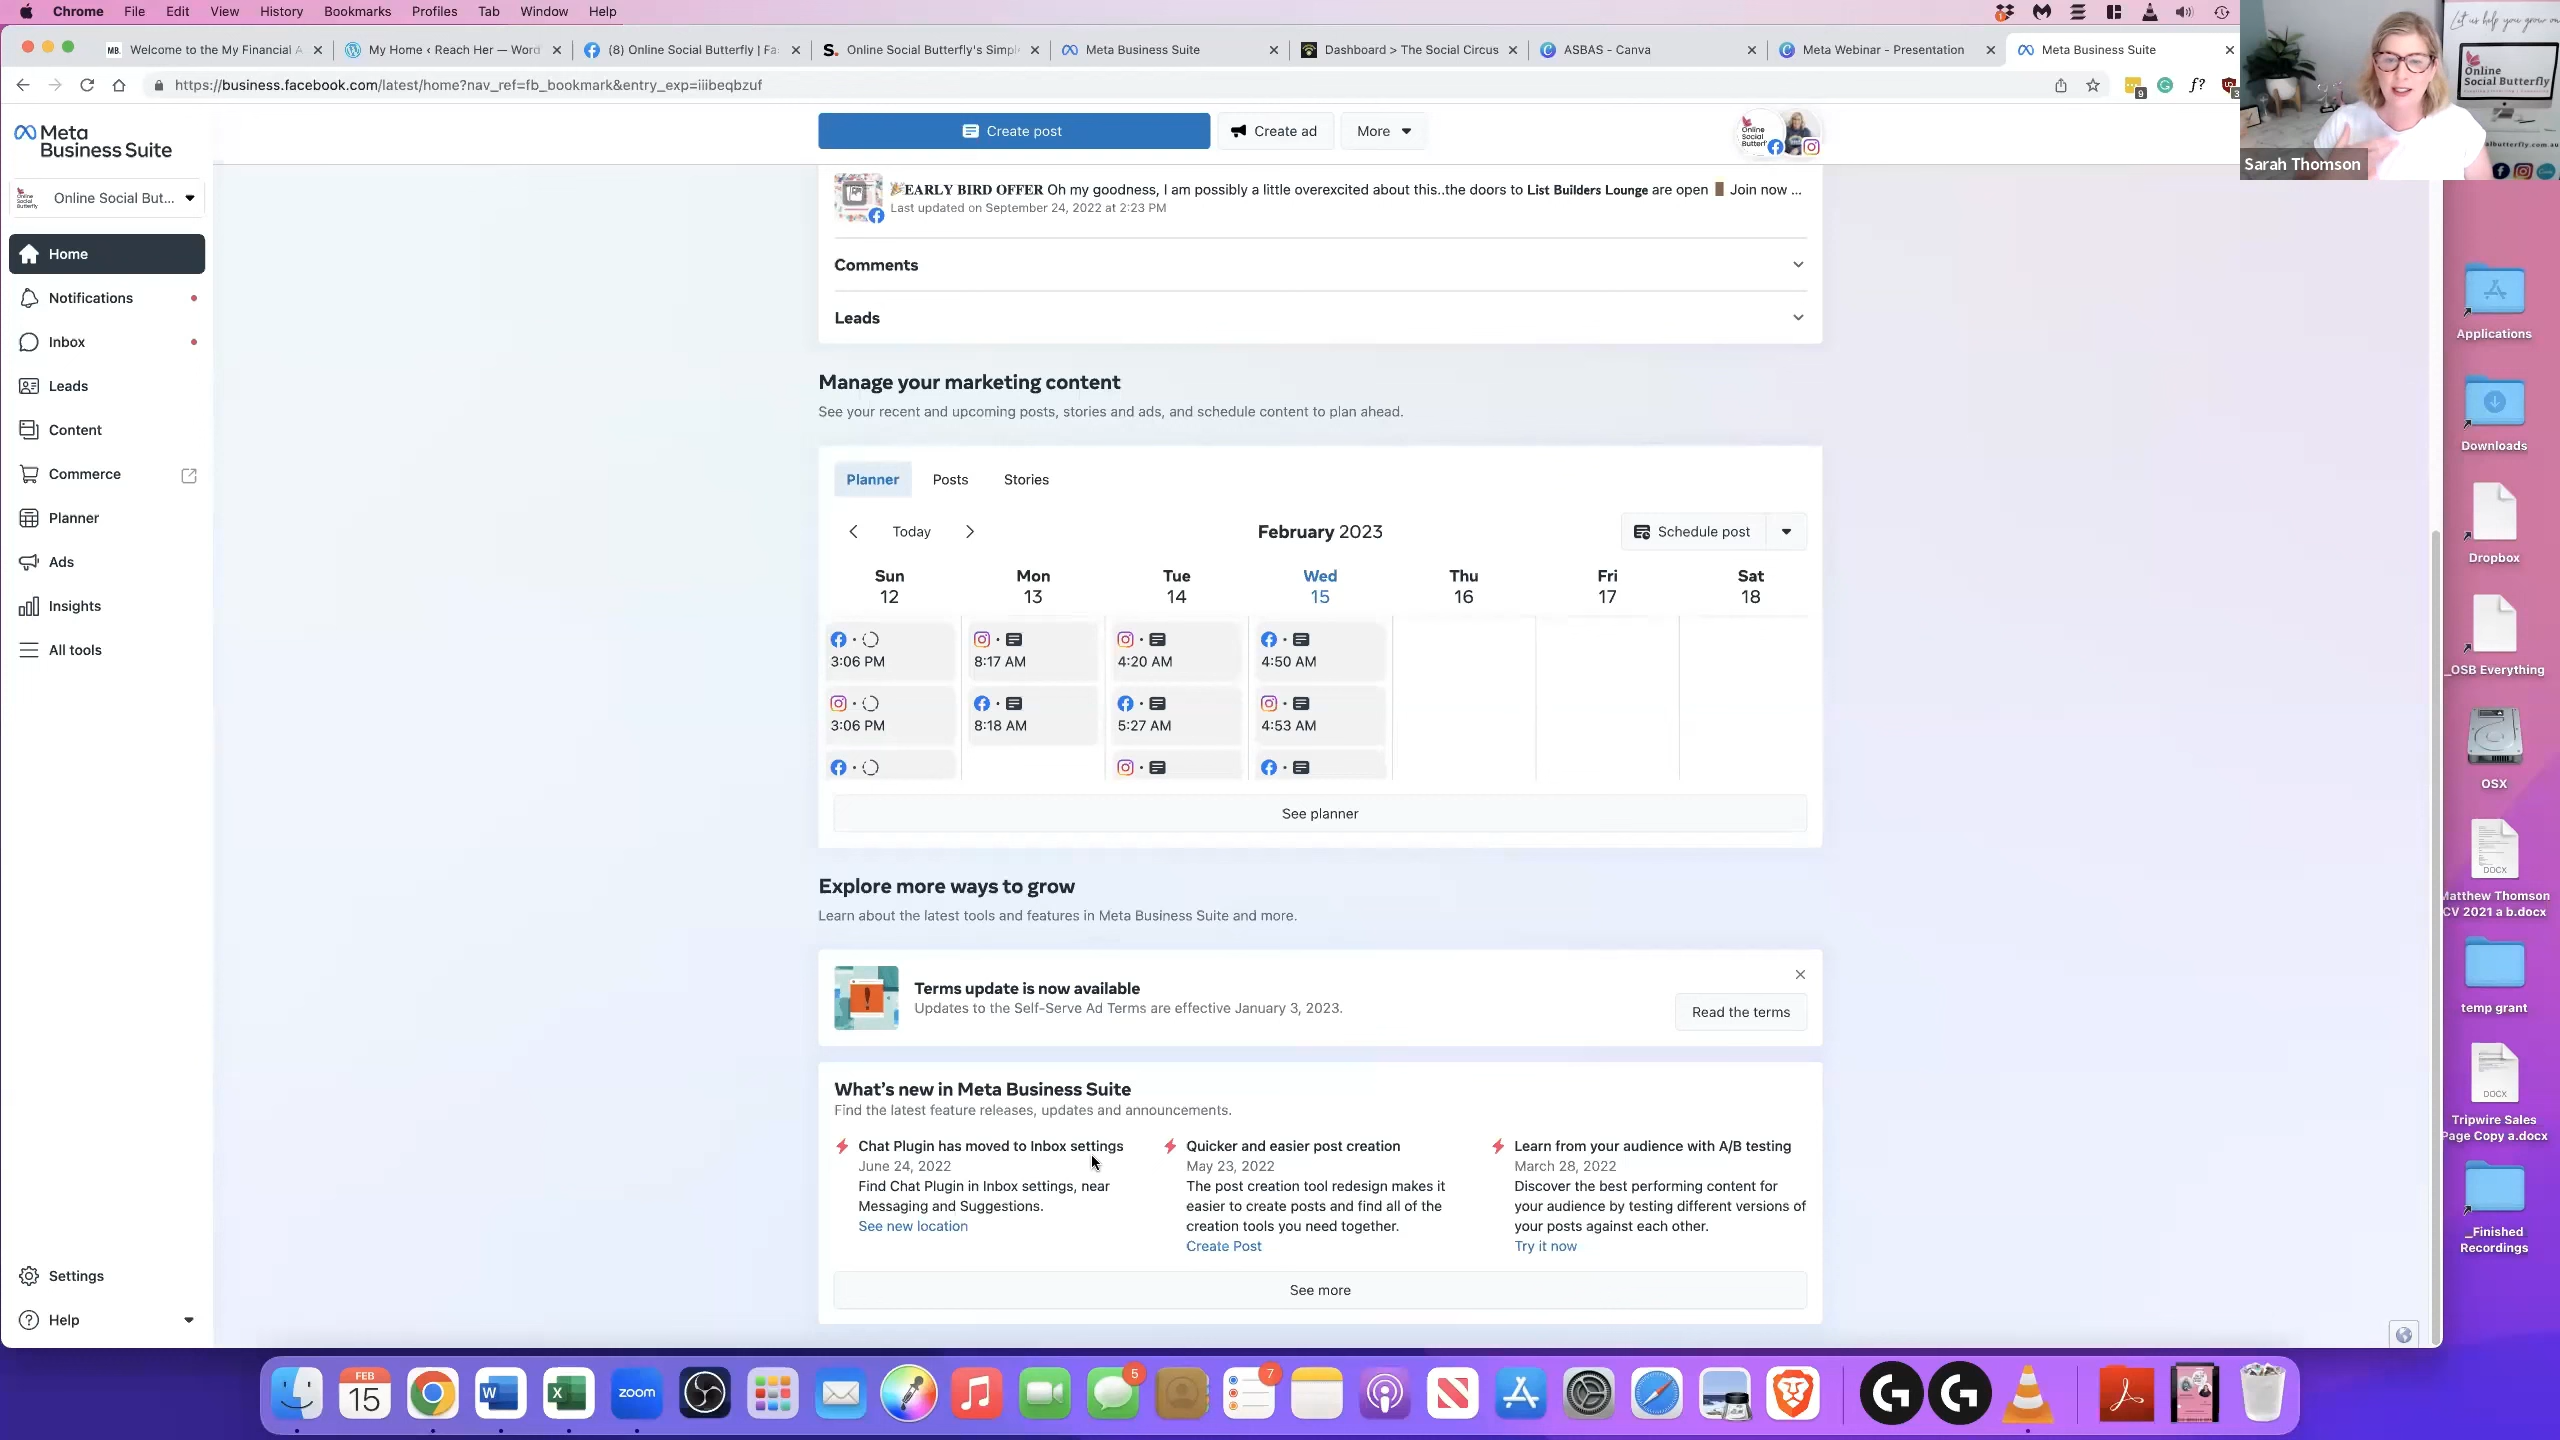 Chrome File Edit View History Bookmarks Profiles Tab Window Help
MB. Welcome to the My Financial A
My Home ‹ Reach Her — Word
(8) Online Social Butterfly | Fa
S. Online Social Butterfly's Simpl
Meta Business Suite
Dashboard > The Social Circus
ASBAS - Canva
Meta Webinar - Presentation
Meta Business Suite
https://business.facebook.com/latest/home?nav_ref=fb_bookmark&entry_exp=iiibeqbzuf
f?
9
Let us help you grow
Online
Social Butterfly
Sarah Thomson
Meta
Business Suite
Online Social But...
Home
Notifications
Inbox
Leads
Content
Commerce
Planner
Ads
Insights
All tools
Settings
Help
Create post
Create ad
More
🎉EARLY BIRD OFFER Oh my goodness, I am possibly a little overexcited about this..the doors to List Builders Lounge are open 🚪 Join now ...
Last updated on September 24, 2022 at 2:23 PM
Comments
Leads
Manage your marketing content
See your recent and upcoming posts, stories and ads, and schedule content to plan ahead.
Planner Posts Stories
Today
February 2023
Schedule post
Sun Mon Tue Wed Thu Fri Sat
12 13 14 15 16 17 18
3:06 PM 8:17 AM 4:20 AM 4:50 AM
3:06 PM 8:18 AM 5:27 AM 4:53 AM
See planner
Explore more ways to grow
Learn about the latest tools and features in Meta Business Suite and more.
Terms update is now available
Updates to the Self-Serve Ad Terms are effective January 3, 2023.
Read the terms
What's new in Meta Business Suite
Find the latest feature releases, updates and announcements.
Chat Plugin has moved to Inbox settings
June 24, 2022
Find Chat Plugin in Inbox settings, near
Messaging and Suggestions.
See new location
Quicker and easier post creation
May 23, 2022
The post creation tool redesign makes it
easier to create posts and find all of the
creation tools you need together.
Create Post
Learn from your audience with A/B testing
March 28, 2022
Discover the best performing content for
your audience by testing different versions of
your posts against each other.
Try it now
See more
Applications
Downloads
Dropbox
_OSB Everything
OSX
DOCX
Matthew Thomson
CV 2021 a b.docx
temp grant
DOCX
Tripwire Sales
Page Copy a.docx
_Finished
Recordings
FEB
15
W
X
zoom
5
7